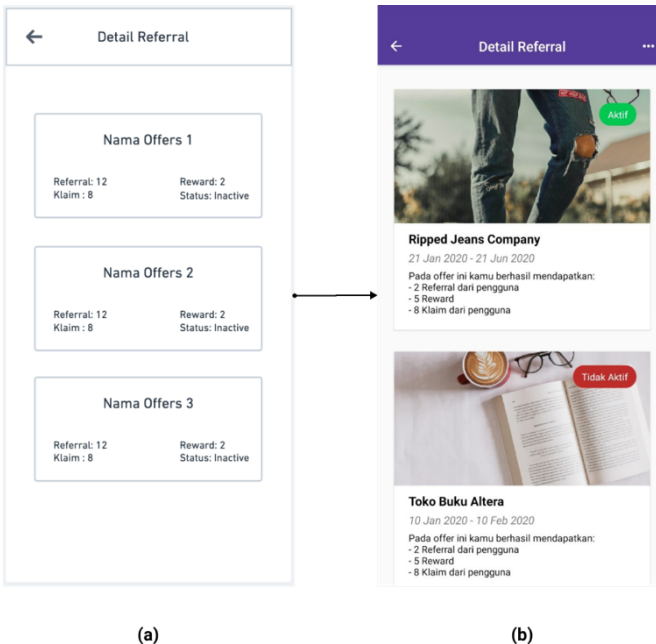 Detail Referral
Nama Offers 1
Referral: 12
Reward: 2
Klaim : 8
Status: Inactive
Nama Offers 2
Referral: 12
Reward: 2
Klaim : 8
Status: Inactive
Nama Offers 3
Referral: 12
Reward: 2
Klaim : 8
Status: Inactive
(a)
Detail Referral
Aktif
Ripped Jeans Company
21 Jan 2020 - 21 Jun 2020
Pada offer ini kamu berhasil mendapatkan:
- 2 Referral dari pengguna
- 5 Reward
- 8 Klaim dari pengguna
Tidak Aktif
Toko Buku Altera
10 Jan 2020 - 10 Feb 2020
Pada offer ini kamu berhasil mendapatkan:
- 2 Referral dari pengguna
- 5 Reward
- 8 Klaim dari pengguna
(b)